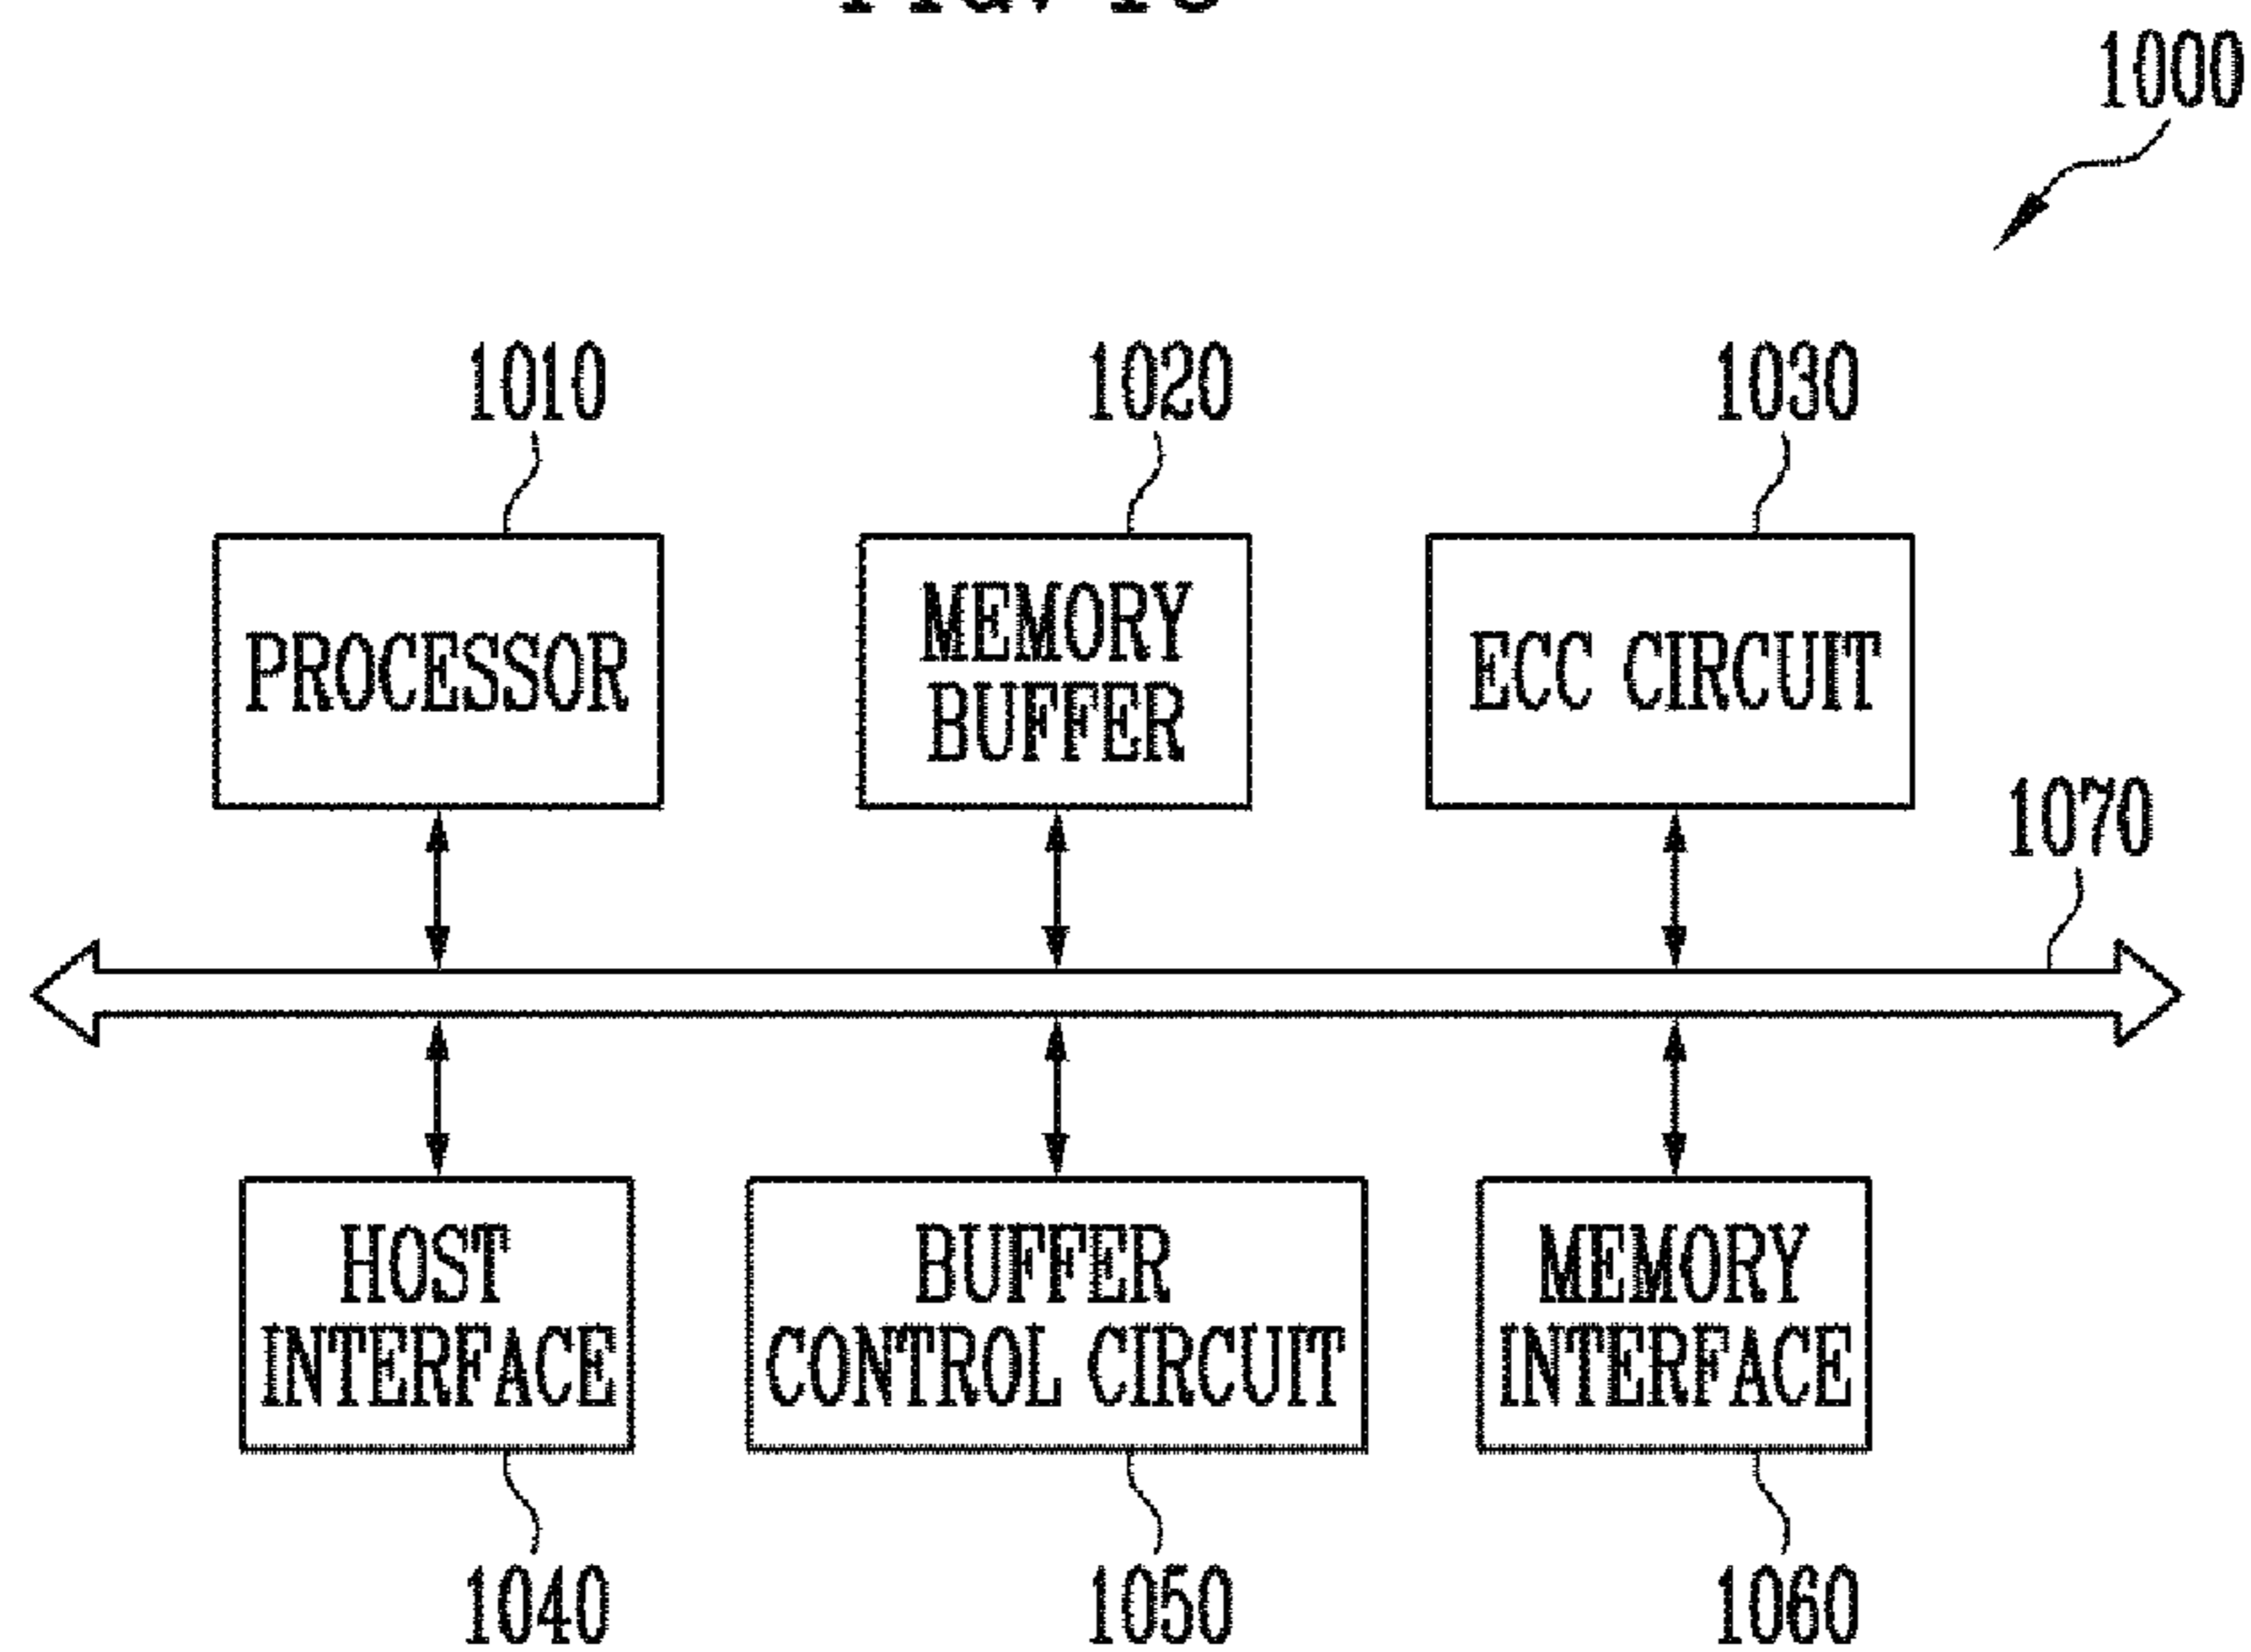 1000
1010
1020
1030
PROCESSOR
MEMORY
BUFFER
ECC CIRCUIT
1070
HOST
INTERFACE
BUFFER
CONTROL CIRCUIT
MEMORY
INTERFACE
1040
1050
1060